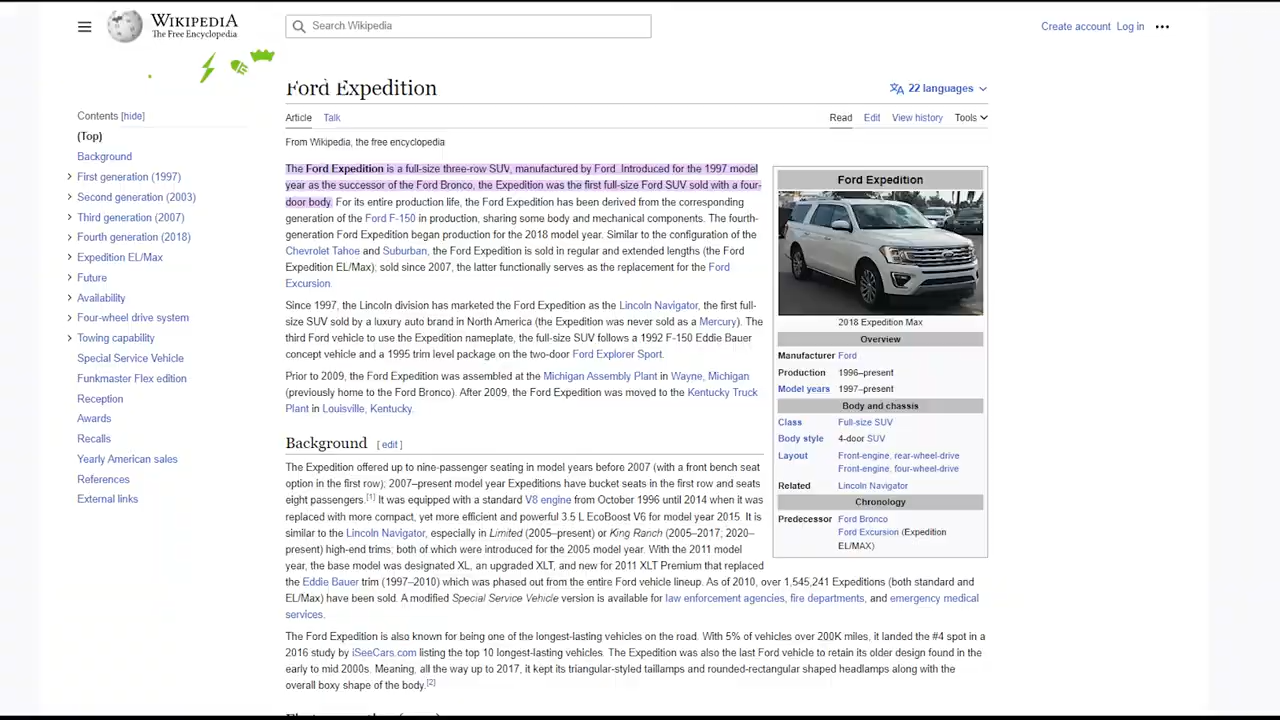 WIKIPEDIA
The Free Encyclopedia
Search Wikipedia
Create account Log in
Ford Expedition
22 languages
Contents [hide]
(Top)
Background
First generation (1997)
Second generation (2003)
Third generation (2007)
Fourth generation (2018)
Expedition EL/Max
Future
Availability
Four-wheel drive system
Towing capability
Special Service Vehicle
Funkmaster Flex edition
Reception
Awards
Recalls
Yearly American sales
References
External links
Article Talk
Read Edit View history Tools
From Wikipedia, the free encyclopedia
The Ford Expedition is a full-size three-row SUV, manufactured by Ford. Introduced for the 1997 model
year as the successor of the Ford Bronco, the Expedition was the first full-size Ford SUV sold with a four-
door body. For its entire production life, the Ford Expedition has been derived from the corresponding
generation of the Ford F-150 in production, sharing some body and mechanical components. The fourth-
generation Ford Expedition began production for the 2018 model year. Similar to the configuration of the
Chevrolet Tahoe and Suburban, the Ford Expedition is sold in regular and extended lengths (the Ford
Expedition EL/Max); sold since 2007, the latter functionally serves as the replacement for the Ford
Excursion.
Since 1997, the Lincoln division has marketed the Ford Expedition as the Lincoln Navigator, the first full-
size SUV sold by a luxury auto brand in North America (the Expedition was never sold as a Mercury). The
third Ford vehicle to use the Expedition nameplate, the full-size SUV follows a 1992 F-150 Eddie Bauer
concept vehicle and a 1995 trim level package on the two-door Ford Explorer Sport.
Prior to 2009, the Ford Expedition was assembled at the Michigan Assembly Plant in Wayne, Michigan
(previously home to the Ford Bronco). After 2009, the Ford Expedition was moved to the Kentucky Truck
Plant in Louisville, Kentucky.
Ford Expedition
2018 Expedition Max
Overview
Manufacturer Ford
Production 1996–present
Model years 1997–present
Body and chassis
Class Full-size SUV
Body style 4-door SUV
Layout Front-engine, rear-wheel-drive
Front-engine, four-wheel-drive
Related Lincoln Navigator
Chronology
Predecessor Ford Bronco
Ford Excursion (Expedition
EL/MAX)
Background [ edit ]
The Expedition offered up to nine-passenger seating in model years before 2007 (with a front bench seat
option in the first row); 2007–present model year Expeditions have bucket seats in the first row and seats
eight passengers.[1] It was equipped with a standard V8 engine from October 1996 until 2014 when it was
replaced with more compact, yet more efficient and powerful 3.5 L EcoBoost V6 for model year 2015. It is
similar to the Lincoln Navigator, especially in Limited (2005–present) or King Ranch (2005–2017, 2020–
present) high-end trims; both of which were introduced for the 2005 model year. With the 2011 model
year, the base model was designated XL, an upgraded XLT, and new for 2011 XLT Premium that replaced
the Eddie Bauer trim (1997–2010) which was phased out from the entire Ford vehicle lineup. As of 2010, over 1,545,241 Expeditions (both standard and
EL/Max) have been sold. A modified Special Service Vehicle version is available for law enforcement agencies, fire departments, and emergency medical
services.
The Ford Expedition is also known for being one of the longest-lasting vehicles on the road. With 5% of vehicles over 200K miles, it landed the #4 spot in a
2016 study by iSeeCars.com listing the top 10 longest-lasting vehicles. The Expedition was also the last Ford vehicle to retain its older design found in the
early to mid 2000s. Meaning, all the way up to 2017, it kept its triangular-styled taillamps and rounded-rectangular shaped headlamps along with the
overall boxy shape of the body.[2]